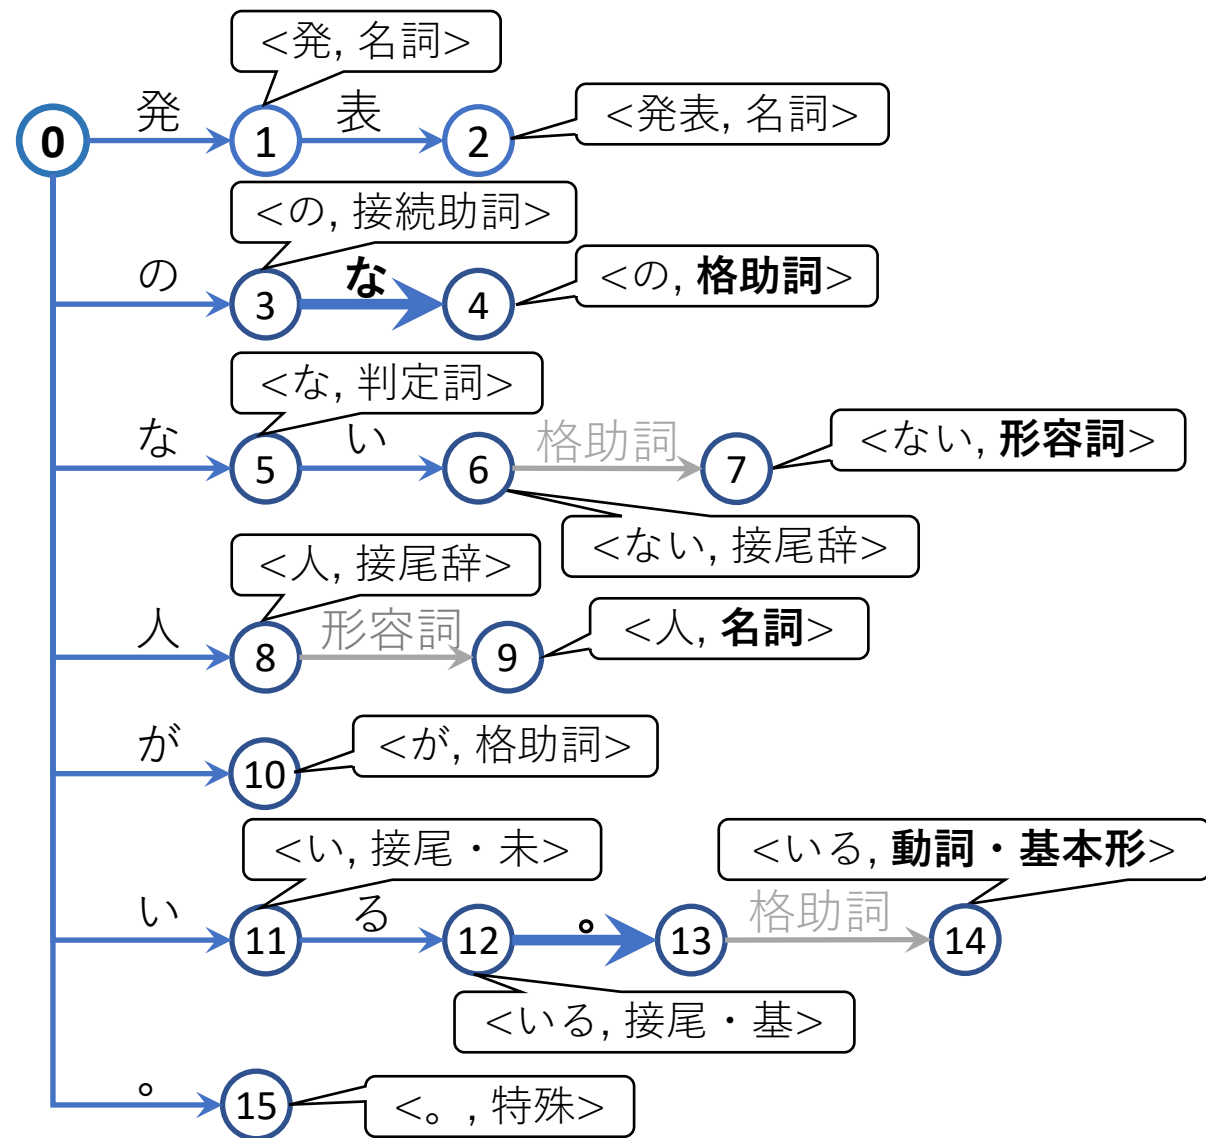 <発, 名詞>
0 発 1 表 2 <発表, 名詞>
<の, 接続助詞>
の 3 な 4 <の, 格助詞>
<な, 判定詞>
な 5 い 6 格助詞 7 <ない, 形容詞>
<ない, 接尾辞>
<人, 接尾辞>
人 8 形容詞 9 <人, 名詞>
が 10 <が, 格助詞>
<い, 接尾・未> <いる, 動詞・基本形>
い 11 る 12 。 13 格助詞 14
<いる, 接尾・基>
。 15 <。, 特殊>